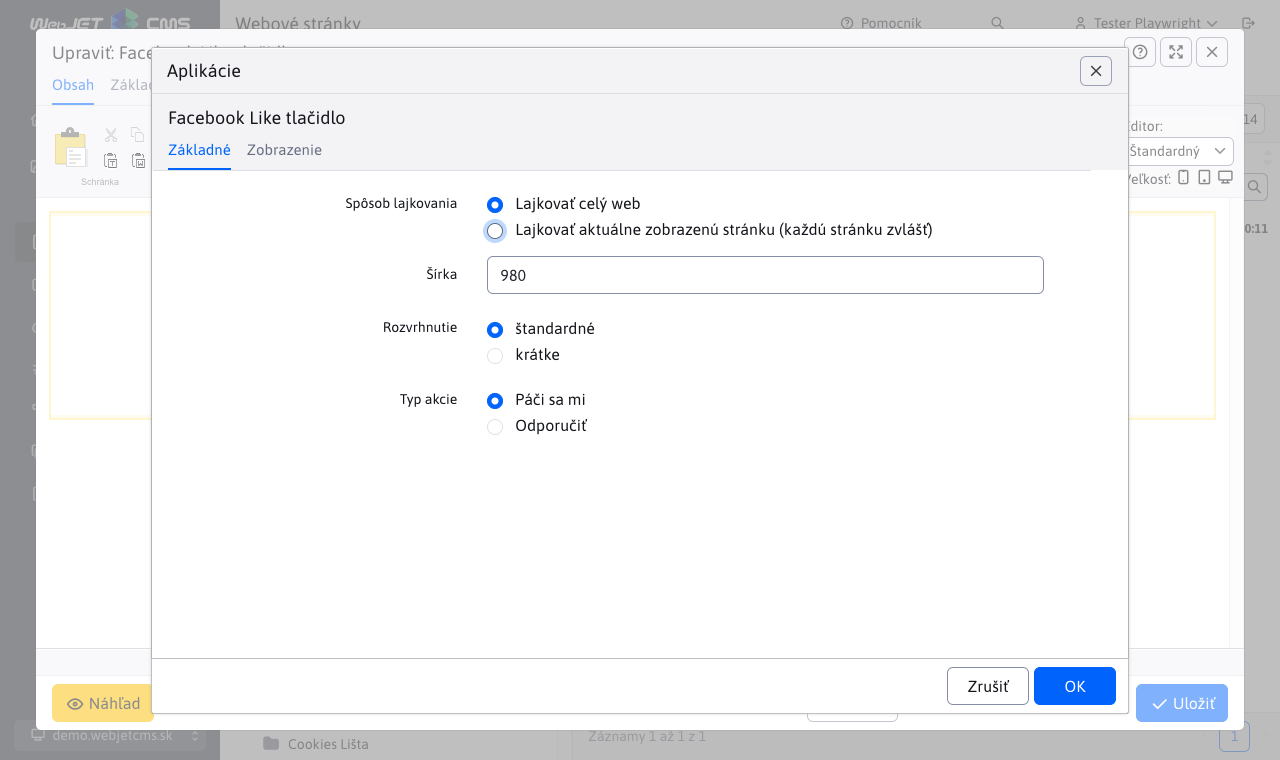 WebJET CMS
Webové stránky
Pomocník
Tester Playwright
Upraviť: Facebook Like tlačidlo
Obsah
Základ
Schránka
Editor:
Štandardný
Veľkosť:
14
0:11
Aplikácie
Facebook Like tlačidlo
Základné Zobrazenie
Spôsob lajkovania
Lajkovať celý web
Lajkovať aktuálne zobrazenú stránku (každú stránku zvlášť)
Šírka
980
Rozvrhnutie
štandardné
krátke
Typ akcie
Páči sa mi
Odporučiť
Zrušiť
OK
Náhľad
Uložiť
demo.webjetcms.sk
Cookies Lišta
Záznamy 1 až 1 z 1
1